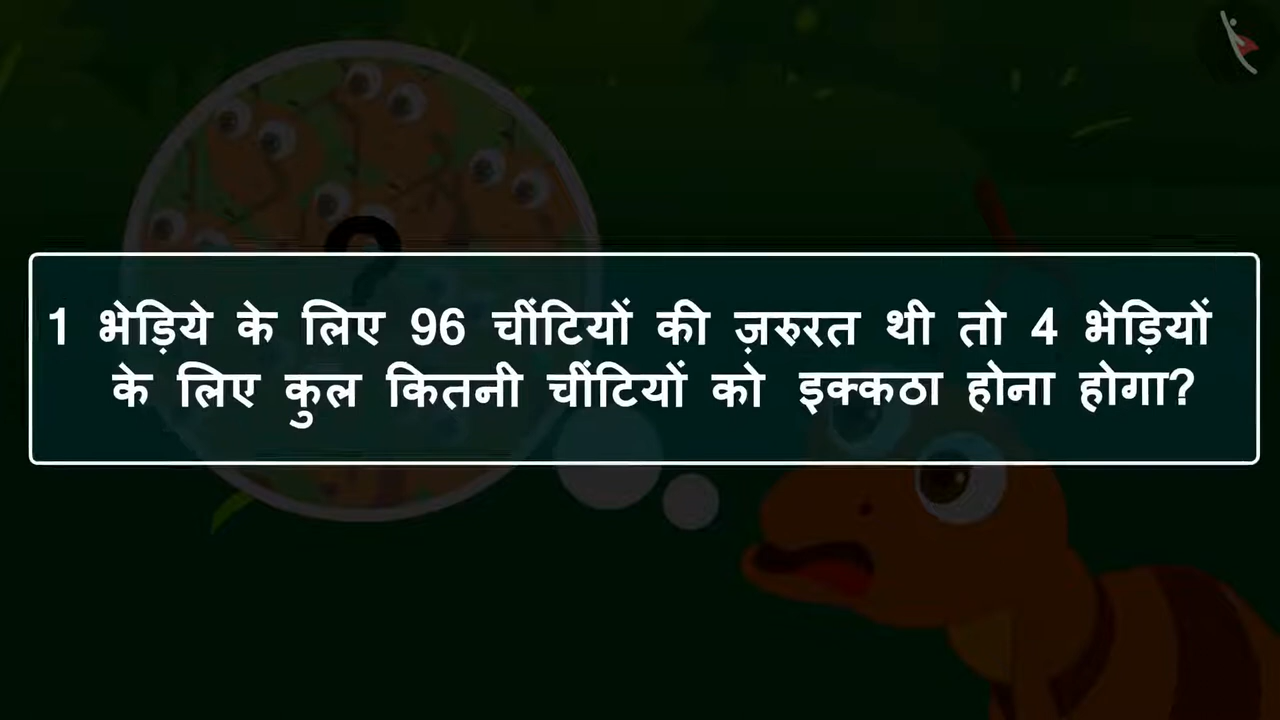 1 भेड़िये के लिए 96 चींटियों की ज़रुरत थी तो 4 भेड़ियों
के लिए कुल कितनी चींटियों को इक्कठा होना होगा?
?